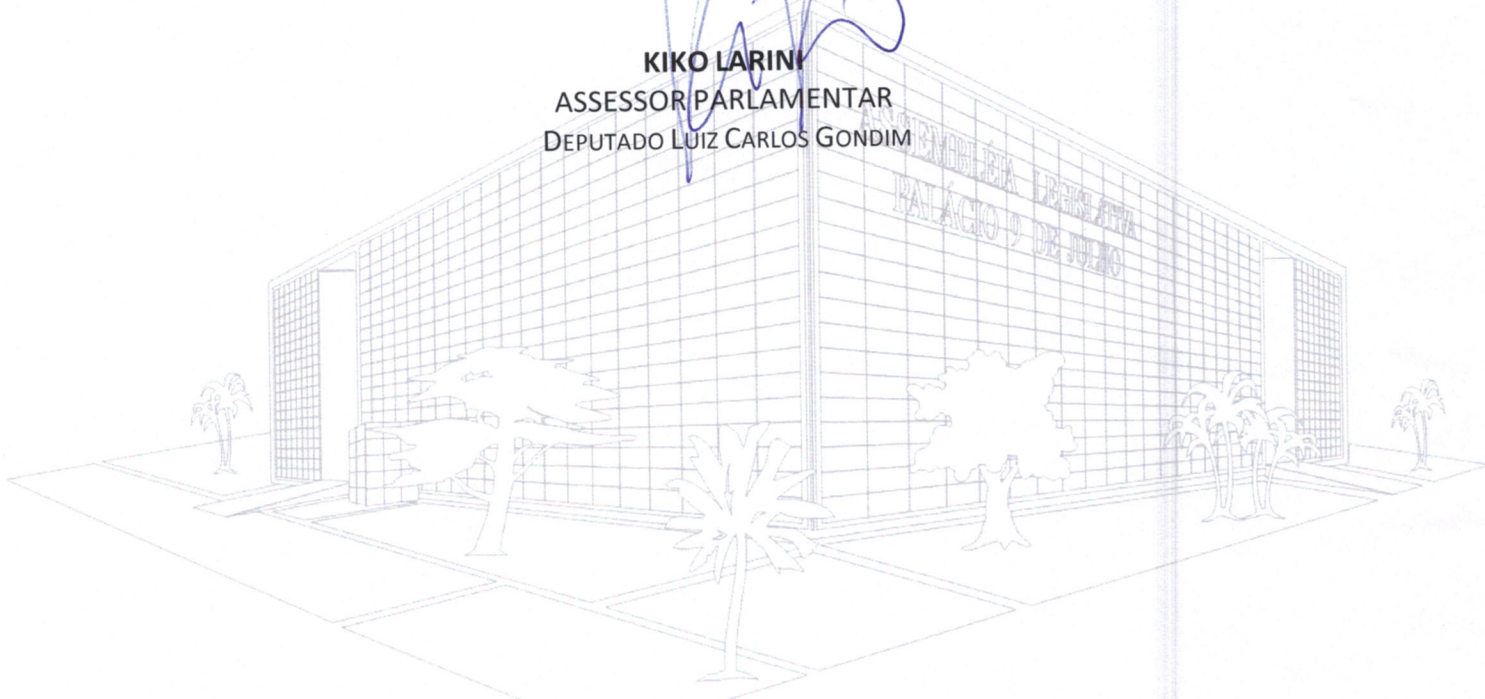 KIKO LARINI
ASSESSOR PARLAMENTAR
DEPUTADO LUIZ CARLOS GONDIM
ASSEMBLÉIA LEGISLATIVA
PALÁCIO 9 DE JULHO